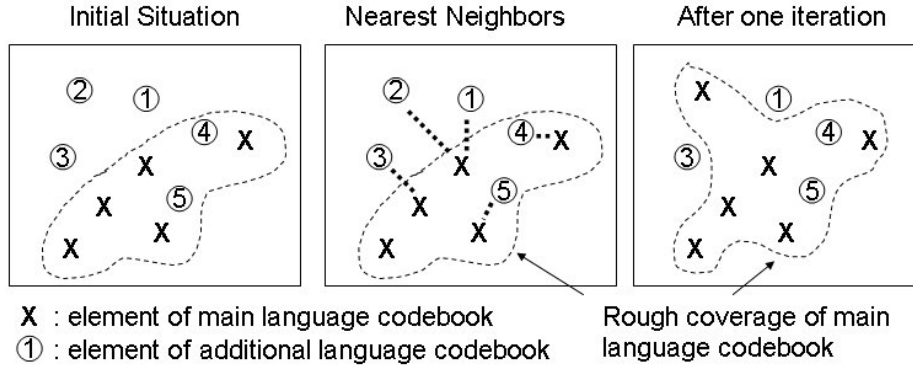 Initial Situation
Nearest Neighbors
After one iteration
2
1
4
X
3
X
5
X
X
X
2
1
4
X
3
X
5
X
X
X
X
1
4
X
3
X
5
X
X
X
X : element of main language codebook
1 : element of additional language codebook
Rough coverage of main
language codebook